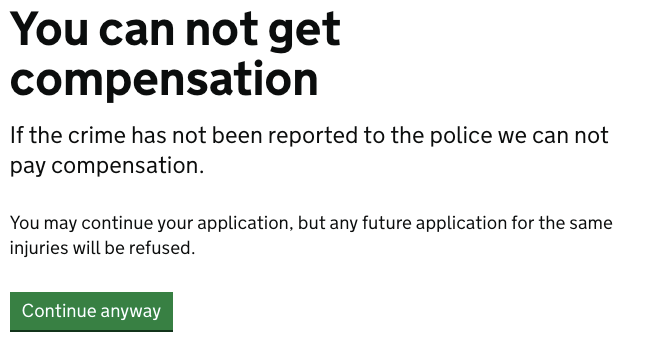 You can not get
compensation
If the crime has not been reported to the police we can not
pay compensation.
You may continue your application, but any future application for the same
injuries will be refused.
Continue anyway